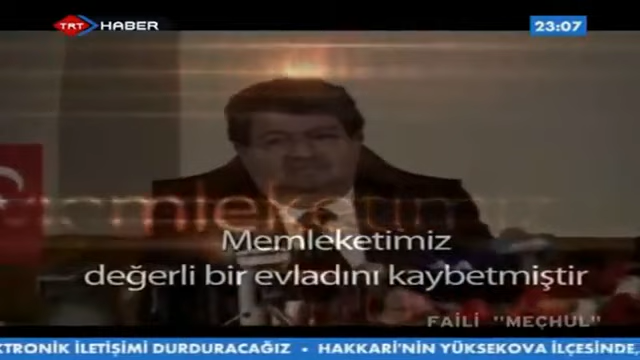 TRT HABER
23:07
Memleketimiz
Memleketimiz
değerli bir evladını kaybetmiştir
FAİLİ "MEÇHUL"
KTRONİK İLETİŞİMİ DURDURACAĞIZ • HAKKARİ'NİN YÜKSEKOVA İLÇESİNDE